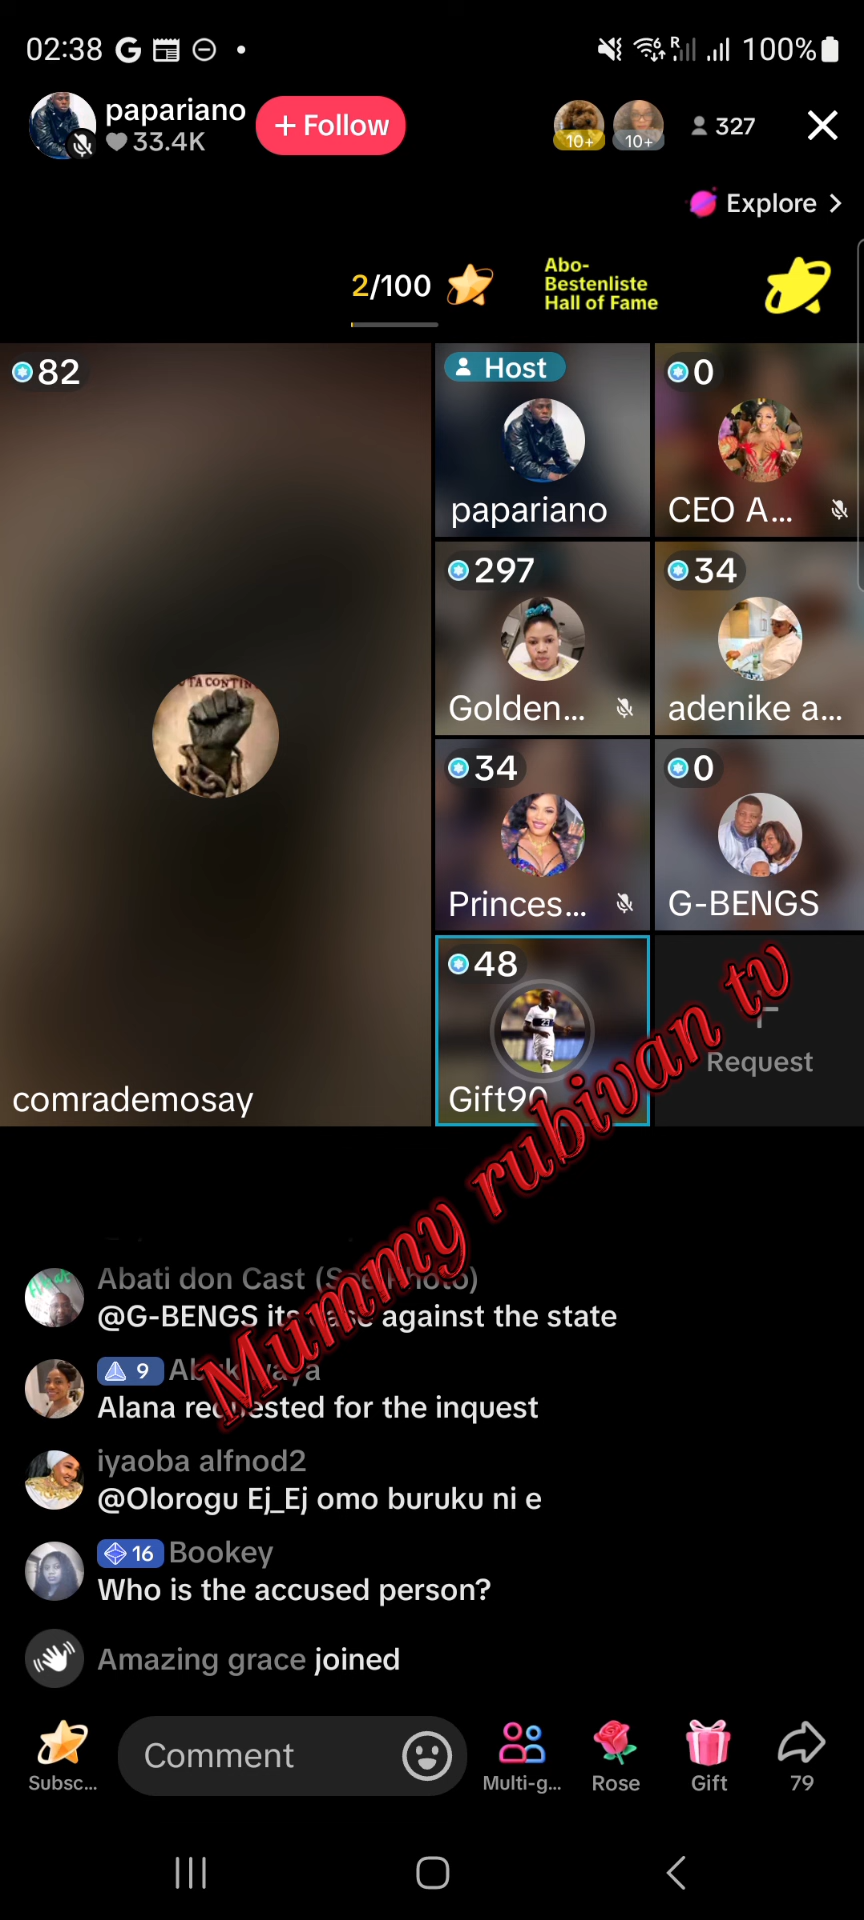 02:38
100%
papariano
33.4K
+ Follow
10+
10+
327
Explore >
2/100
Abo-
Bestenliste
Hall of Fame
82
Host
papariano
0
CEO A...
297
Golden...
34
adenike a...
34
Princes...
0
G-BENGS
48
Gift90
Request
comrademosay
Mummy rubivan tv
Abati don Cast
@G-BENGS its case against the state
9
Alana requested for the inquest
iyaoba alfnod2
@Olorogu Ej_Ej omo buruku ni e
16 Bookey
Who is the accused person?
Amazing grace joined
Subsc...
Comment
Multi-g...
Rose
Gift
79